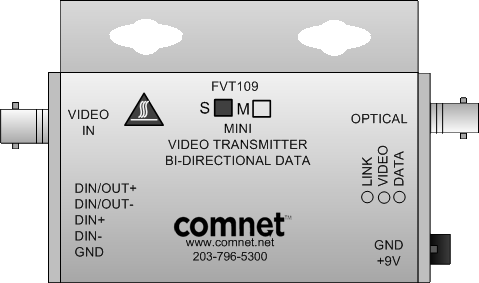 FVT109
S M
MINI
VIDEO TRANSMITTER
BI-DIRECTIONAL DATA
VIDEO
IN
OPTICAL
LINK
VIDEO
DATA
DIN/OUT+
DIN/OUT-
DIN+
DIN-
GND
comnet™
www.comnet.net
203-796-5300
GND
+9V